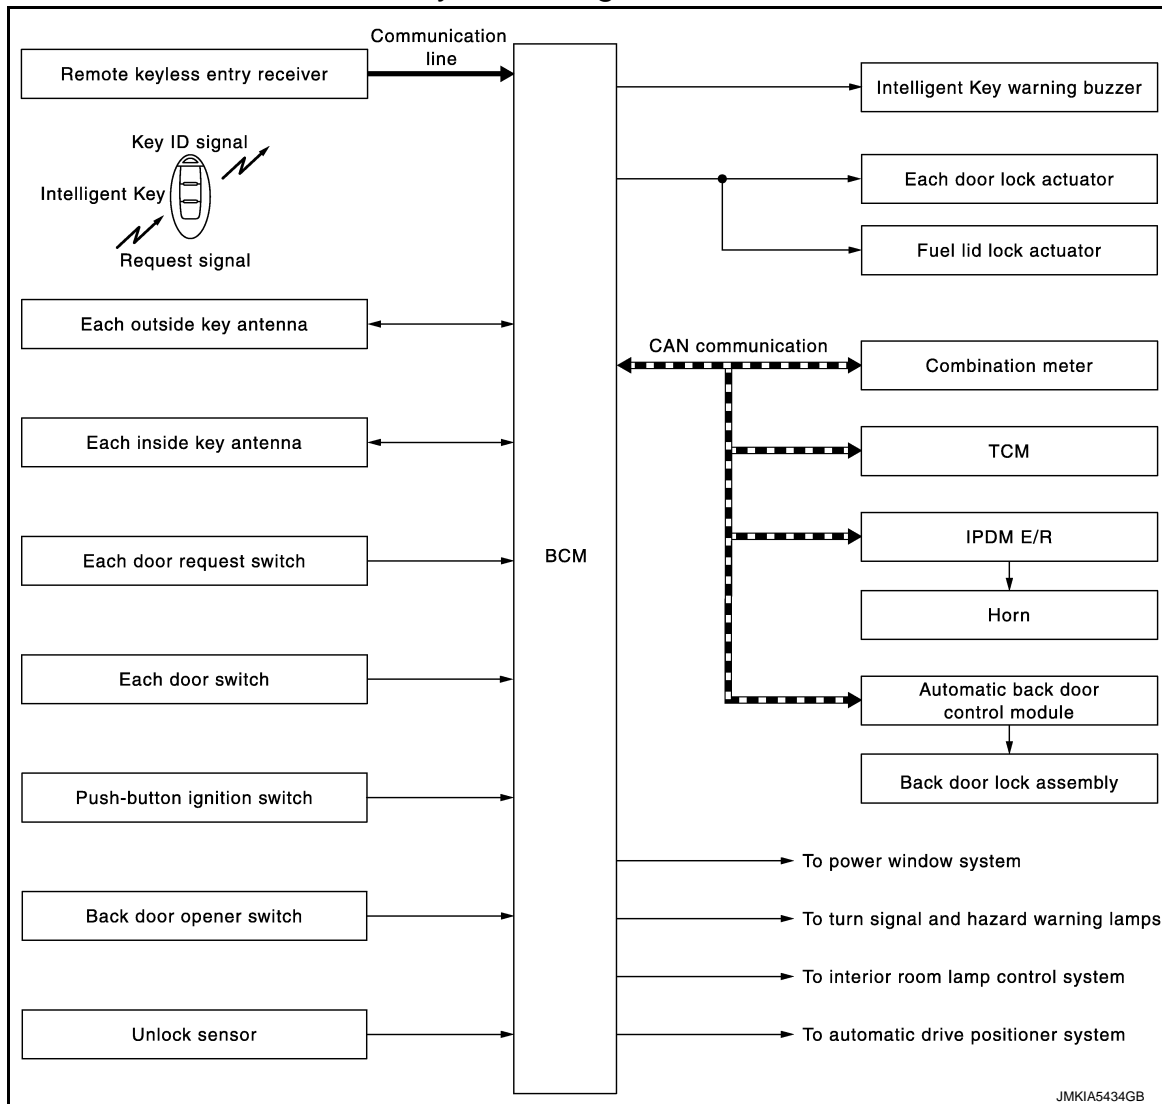 Communication
line
Remote keyless entry receiver
Key ID signal
Intelligent Key
Request signal
Each outside key antenna
Each inside key antenna
Each door request switch
Each door switch
Push-button ignition switch
Back door opener switch
Unlock sensor
BCM
Intelligent Key warning buzzer
Each door lock actuator
Fuel lid lock actuator
CAN communication
Combination meter
TCM
IPDM E/R
Horn
Automatic back door
control module
Back door lock assembly
To power window system
To turn signal and hazard warning lamps
To interior room lamp control system
To automatic drive positioner system
JMKIA5434GB